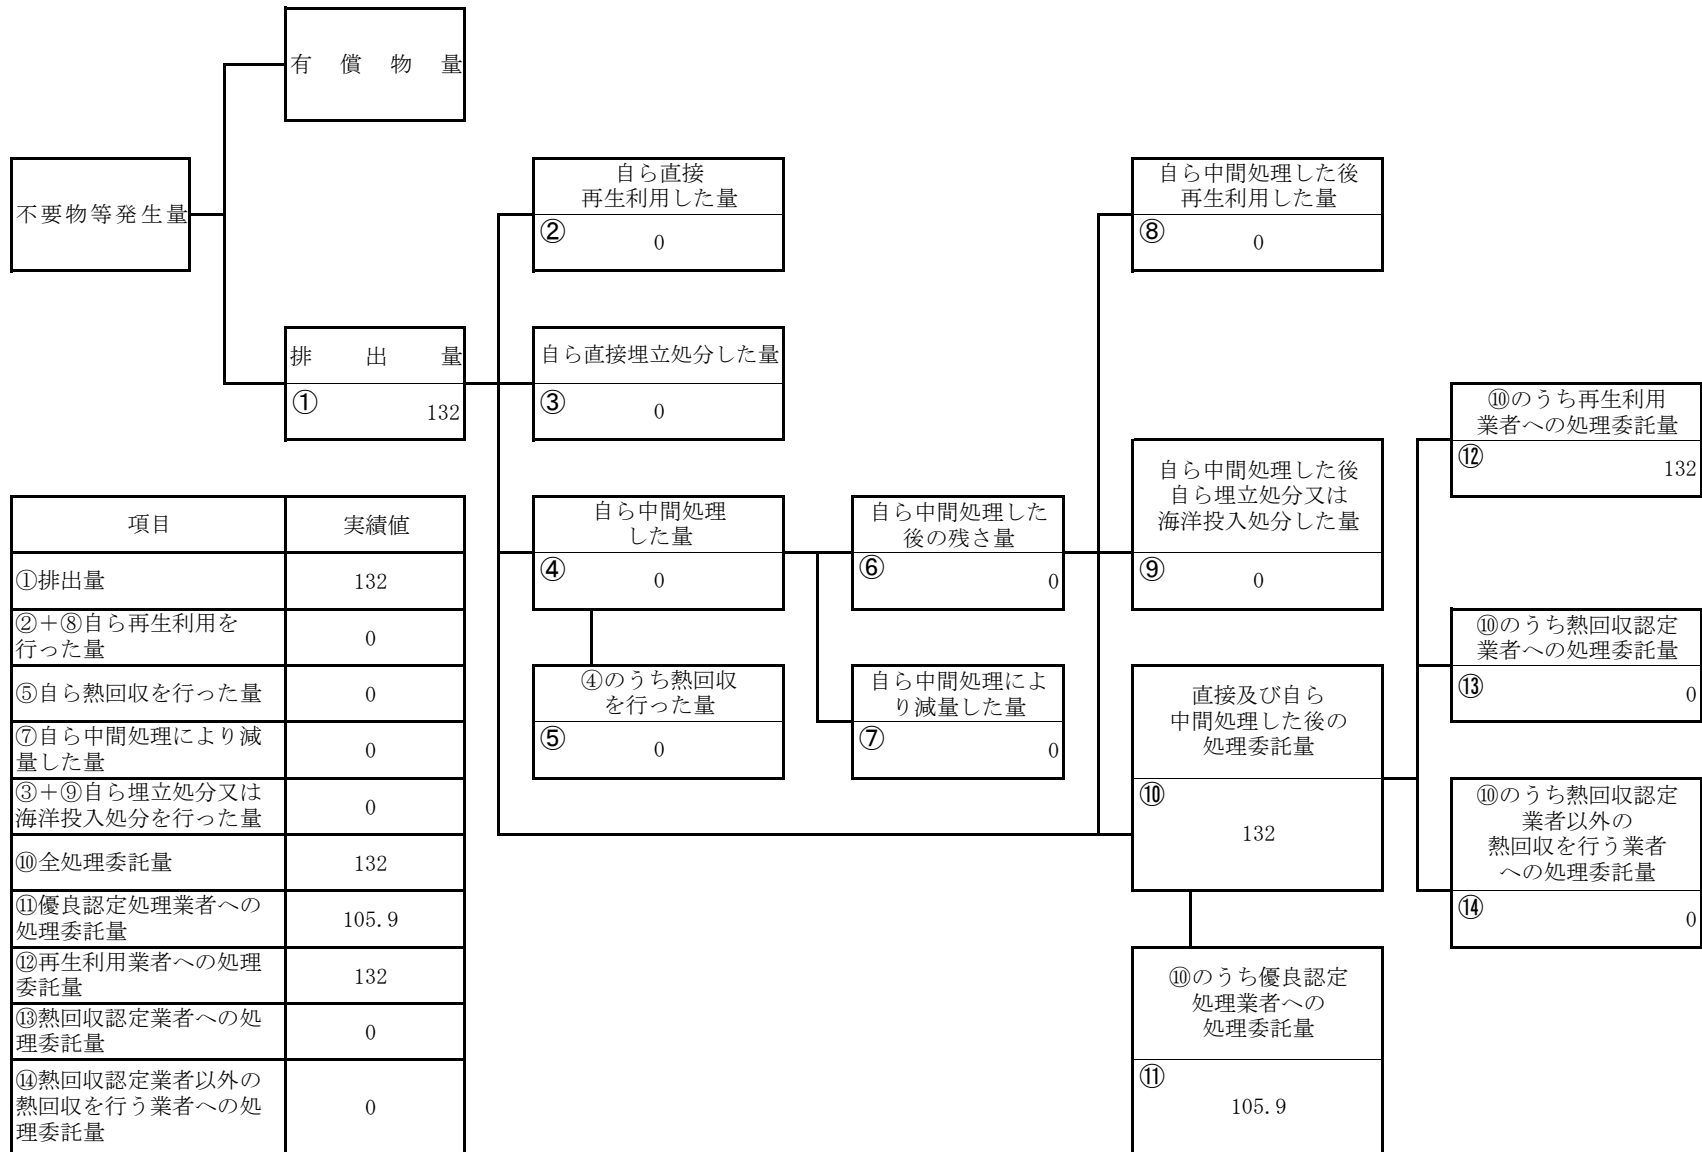 有償物量
不要物等発生量
排出量
① 132
自ら直接
再生利用した量
② 0
自ら直接埋立処分した量
③ 0
自ら中間処理
した量
④ 0
④のうち熱回収
を行った量
⑤ 0
自ら中間処理した
後の残さ量
⑥ 0
自ら中間処理によ
り減量した量
⑦ 0
自ら中間処理した後
再生利用した量
⑧ 0
自ら中間処理した後
自ら埋立処分又は
海洋投入処分した量
⑨ 0
直接及び自ら
中間処理した後の
処理委託量
⑩
132
⑩のうち優良認定
処理業者への
処理委託量
⑪
105.9
⑩のうち再生利用
業者への処理委託量
⑫ 132
⑩のうち熱回収認定
業者への処理委託量
⑬ 0
⑩のうち熱回収認定
業者以外の
熱回収を行う業者
への処理委託量
⑭ 0
項目 実績値
①排出量 132
②+⑧自ら再生利用を
行った量 0
⑤自ら熱回収を行った量 0
⑦自ら中間処理により減
量した量 0
③+⑨自ら埋立処分又は
海洋投入処分を行った量 0
⑩全処理委託量 132
⑪優良認定処理業者への
処理委託量 105.9
⑫再生利用業者への処理
委託量 132
⑬熱回収認定業者への処
理委託量 0
⑭熱回収認定業者以外の
熱回収を行う業者への処
理委託量 0